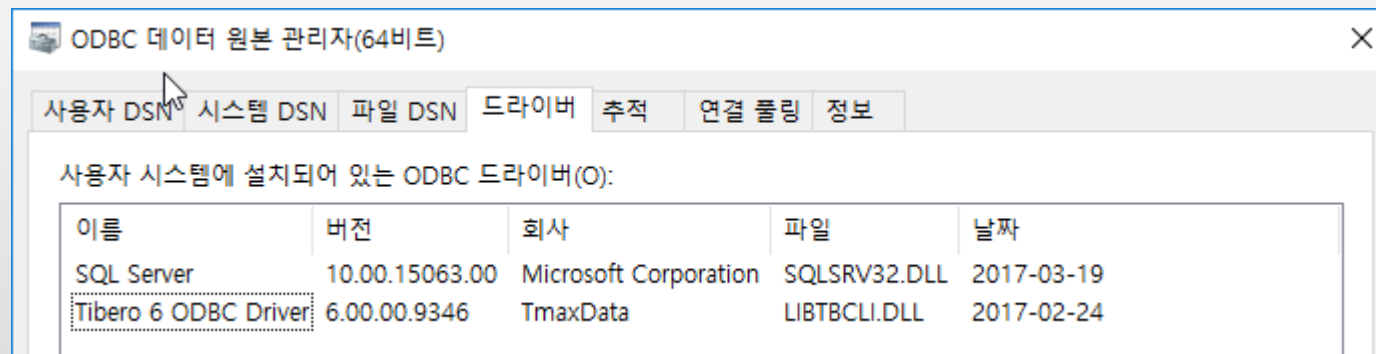 ODBC 데이터 원본 관리자(64비트)
사용자 DSN 시스템 DSN 파일 DSN 드라이버 추적 연결 풀링 정보
사용자 시스템에 설치되어 있는 ODBC 드라이버(O):
이름 버전 회사 파일 날짜
SQL Server 10.00.15063.00 Microsoft Corporation SQLSRV32.DLL 2017-03-19
Tibero 6 ODBC Driver 6.00.00.9346 TmaxData LIBTBCLI.DLL 2017-02-24